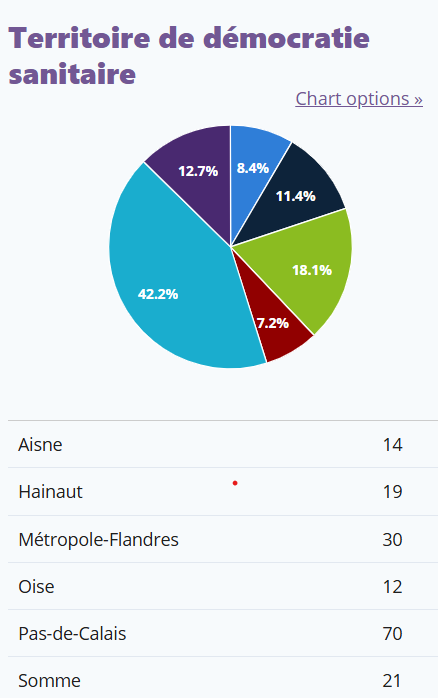 Territoire de démocratie
sanitaire
Chart options »
12.7%
8.4%
11.4%
18.1%
42.2%
7.2%
Aisne 14
Hainaut 19
Métropole-Flandres 30
Oise 12
Pas-de-Calais 70
Somme 21